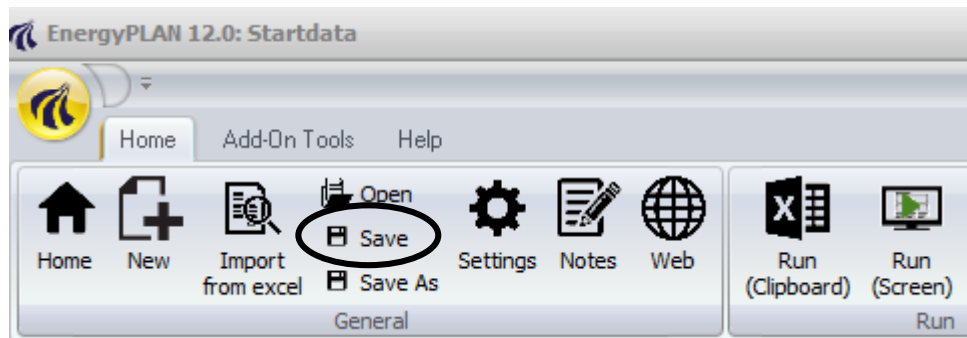 EnergyPLAN 12.0: Startdata
Home Add-On Tools Help
Home
New
Import
from excel
Open
Save
Save As
Settings
Notes
Web
Run
(Clipboard)
Run
(Screen)
General
Run